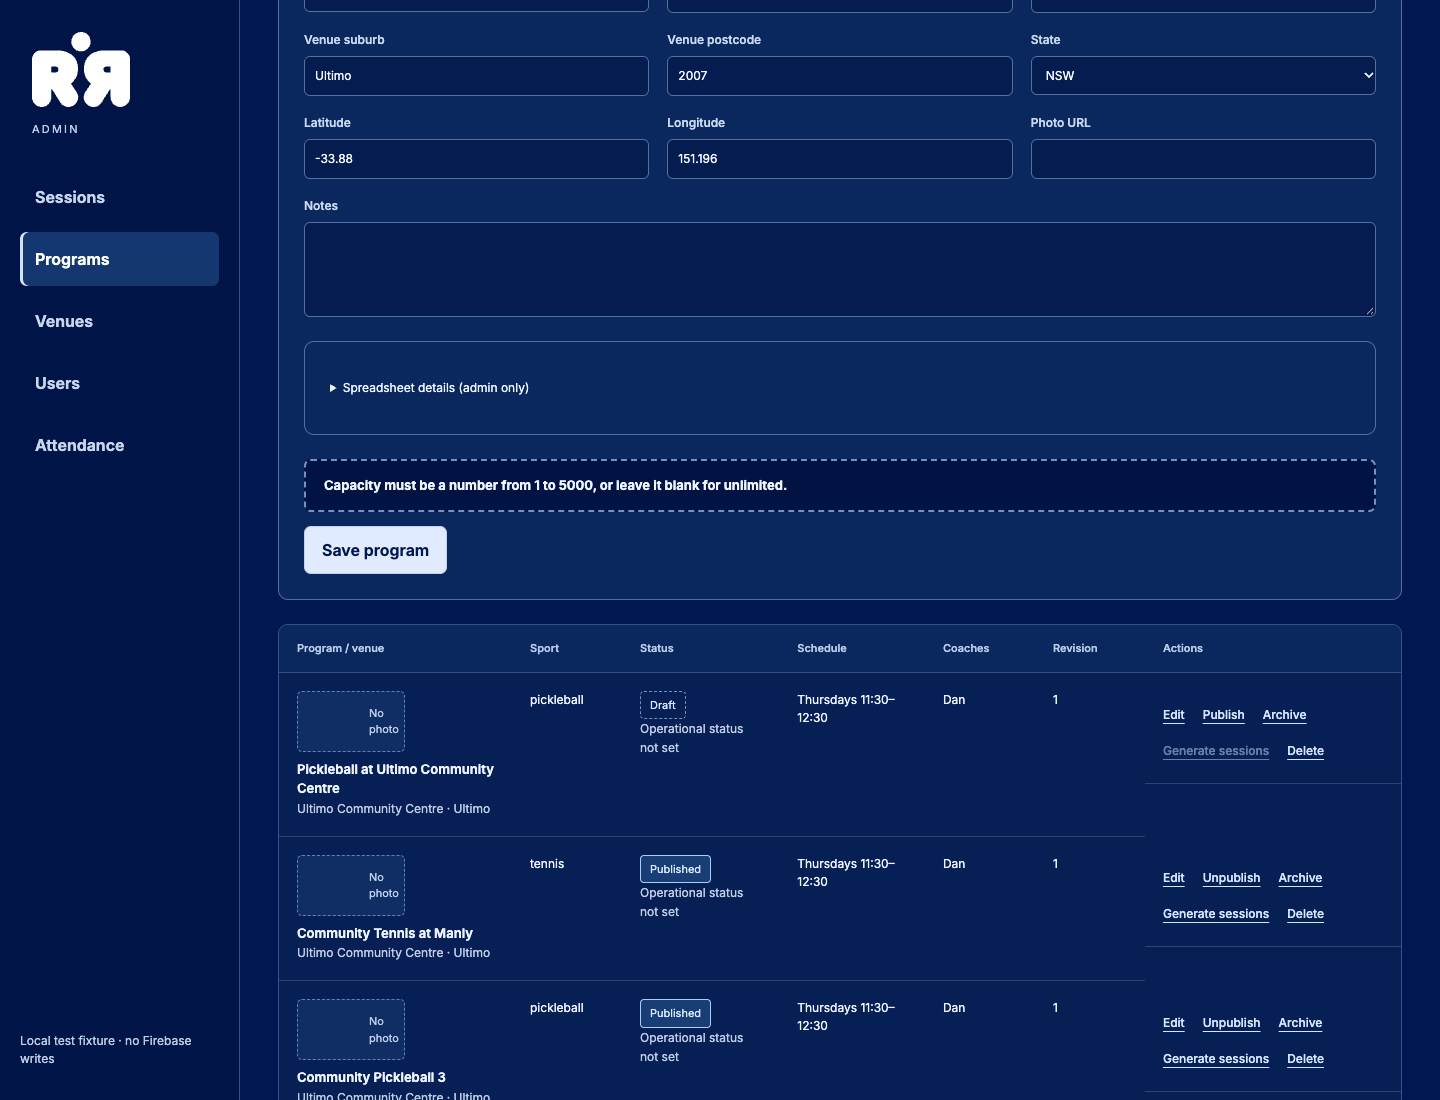 RR
ADMIN
Sessions
Programs
Venues
Users
Attendance
Local test fixture · no Firebase
writes
Venue suburb
Venue postcode
State
Ultimo
2007
NSW
Latitude
Longitude
Photo URL
-33.88
151.196
Notes
Spreadsheet details (admin only)
Capacity must be a number from 1 to 5000, or leave it blank for unlimited.
Save program
Program / venue
Sport
Status
Schedule
Coaches
Revision
Actions
No
photo
Pickleball at Ultimo Community
Centre
Ultimo Community Centre · Ultimo
pickleball
Draft
Operational status
not set
Thursdays 11:30–
12:30
Dan
1
Edit Publish Archive
Generate sessions Delete
No
photo
Community Tennis at Manly
Ultimo Community Centre · Ultimo
tennis
Published
Operational status
not set
Thursdays 11:30–
12:30
Dan
1
Edit Unpublish Archive
Generate sessions Delete
No
photo
Community Pickleball 3
Ultimo Community Centre · Ultimo
pickleball
Published
Operational status
not set
Thursdays 11:30–
12:30
Dan
1
Edit Unpublish Archive
Generate sessions Delete